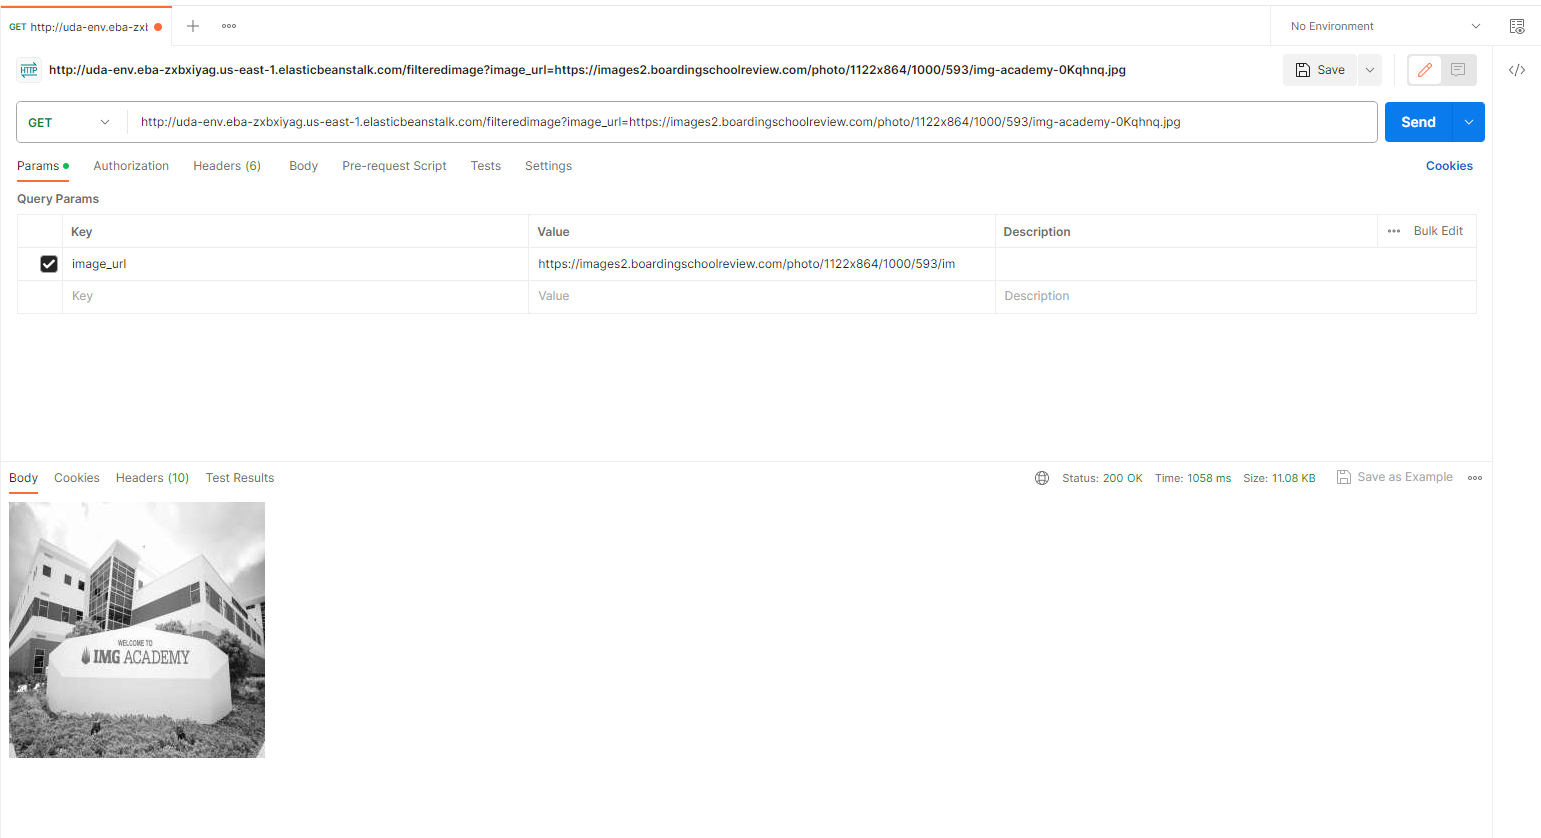 GET http://uda-env.eba-zxb
No Environment
HTTP http://uda-env.eba-zxbxiyag.us-east-1.elasticbeanstalk.com/filteredimage?image_url=https://images2.boardingschoolreview.com/photo/1122x864/1000/593/img-academy-0Kqhnq.jpg
Save
GET http://uda-env.eba-zxbxiyag.us-east-1.elasticbeanstalk.com/filteredimage?image_url=https://images2.boardingschoolreview.com/photo/1122x864/1000/593/img-academy-0Kqhnq.jpg
Send
Params Authorization Headers (6) Body Pre-request Script Tests Settings Cookies
Query Params
Key Value Description Bulk Edit
image_url https://images2.boardingschoolreview.com/photo/1122x864/1000/593/im
Key Value Description
Body Cookies Headers (10) Test Results Status: 200 OK Time: 1058 ms Size: 11.08 KB Save as Example
WELCOME TO
IMG ACADEMY